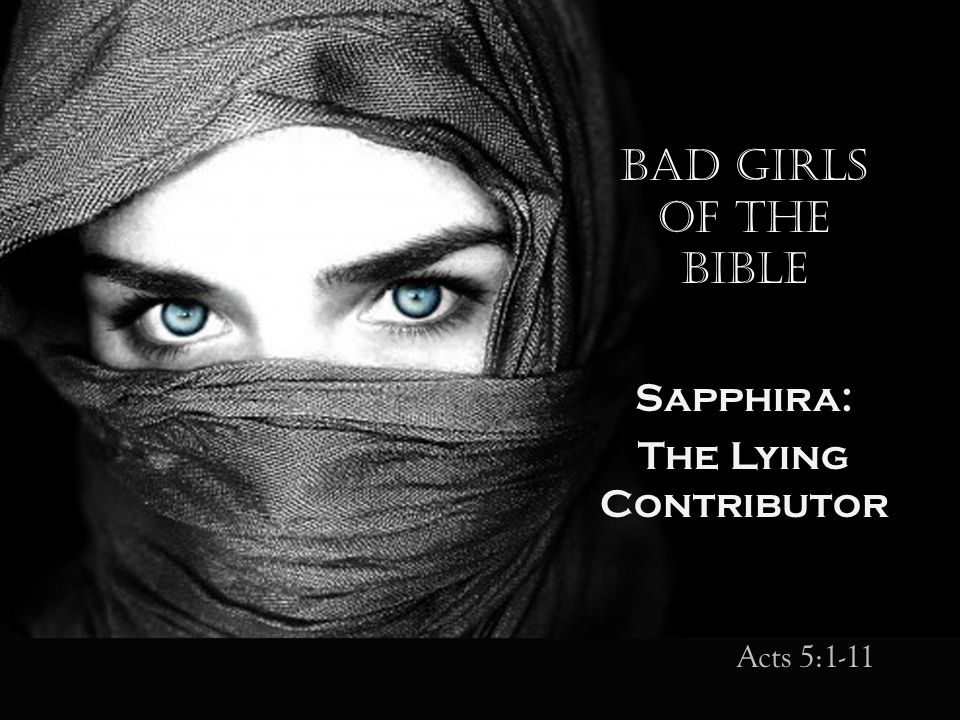 BAD GIRLS
OF THE
BIBLE
Sapphira:
The Lying
Contributor
Acts 5:1-11